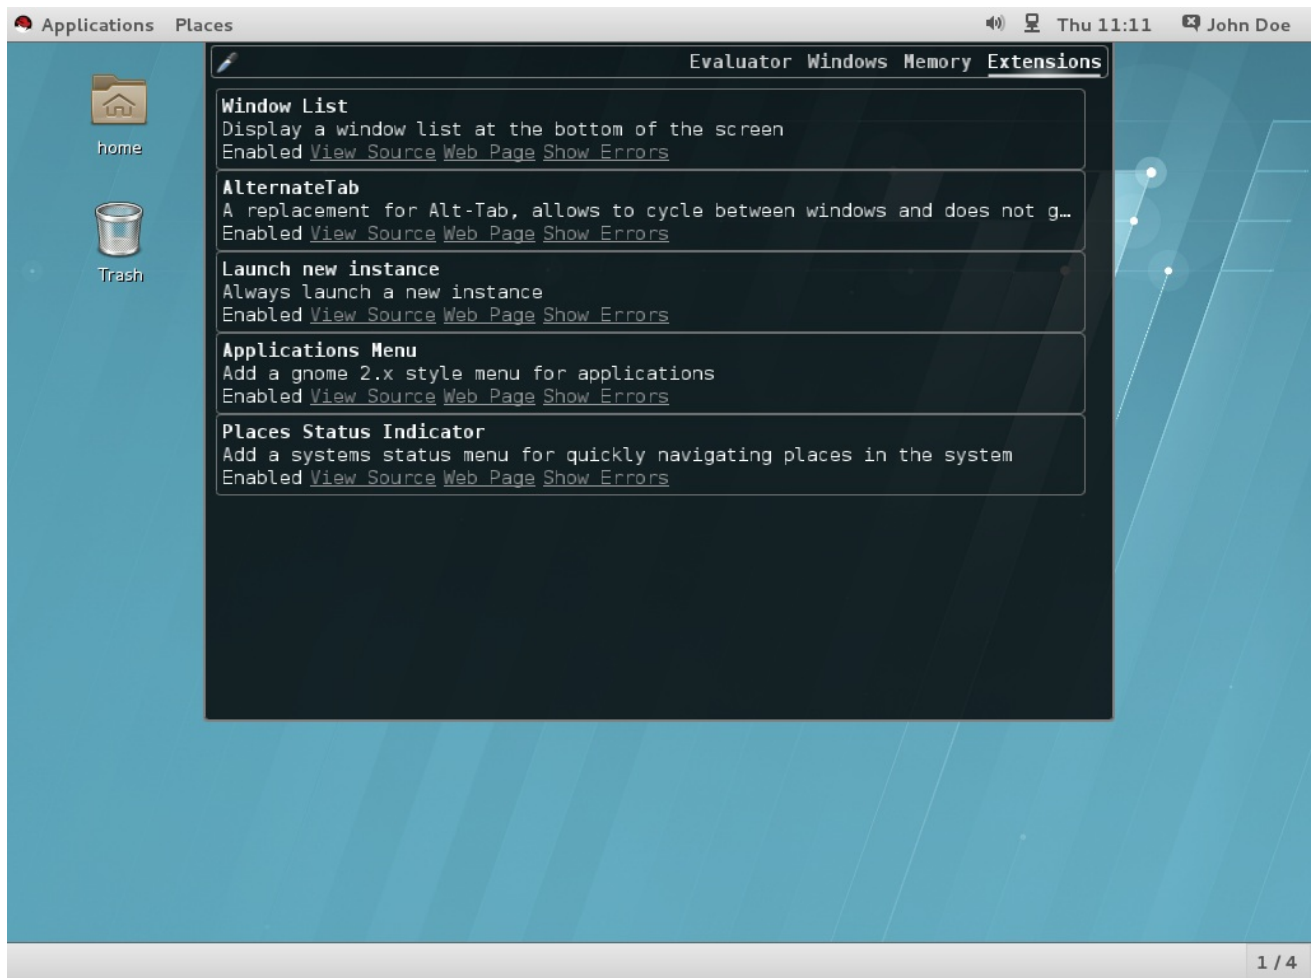 Applications Places Thu 11:11 John Doe
home
Trash
Evaluator Windows Memory Extensions
Window List
Display a window list at the bottom of the screen
Enabled View Source Web Page Show Errors
AlternateTab
A replacement for Alt-Tab, allows to cycle between windows and does not g…
Enabled View Source Web Page Show Errors
Launch new instance
Always launch a new instance
Enabled View Source Web Page Show Errors
Applications Menu
Add a gnome 2.x style menu for applications
Enabled View Source Web Page Show Errors
Places Status Indicator
Add a systems status menu for quickly navigating places in the system
Enabled View Source Web Page Show Errors
1 / 4